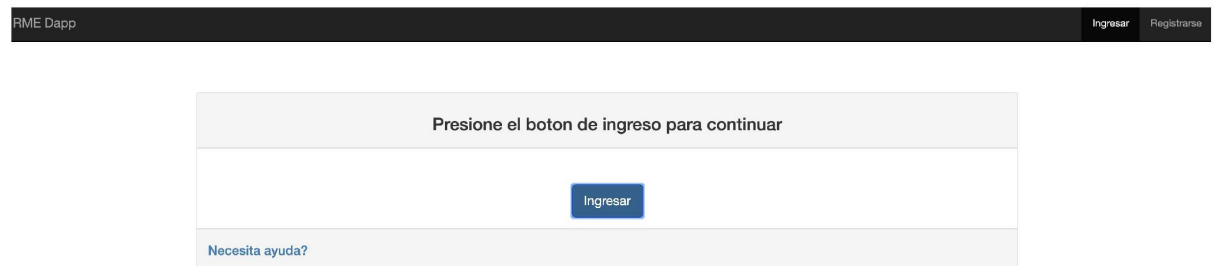 RME Dapp Ingresar Registrarse
Presione el boton de ingreso para continuar
Ingresar
Necesita ayuda?